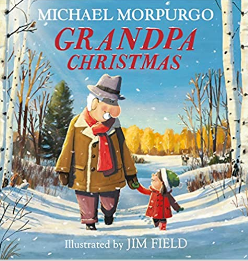 MICHAEL MORPURGO
GRANDPA
CHRISTMAS
Illustrated by JIM FIELD